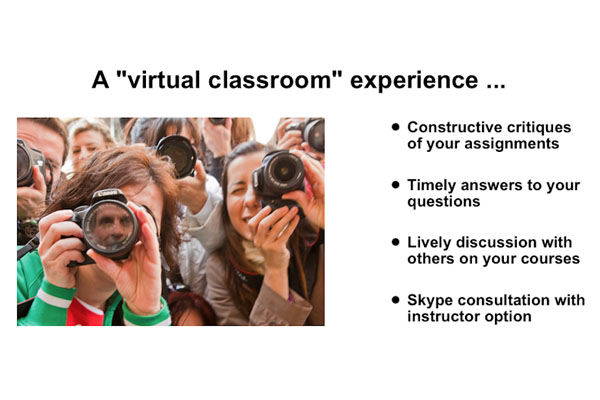 A "virtual classroom" experience ...
● Constructive critiques
of your assignments
● Timely answers to your
questions
● Lively discussion with
others on your courses
● Skype consultation with
instructor option